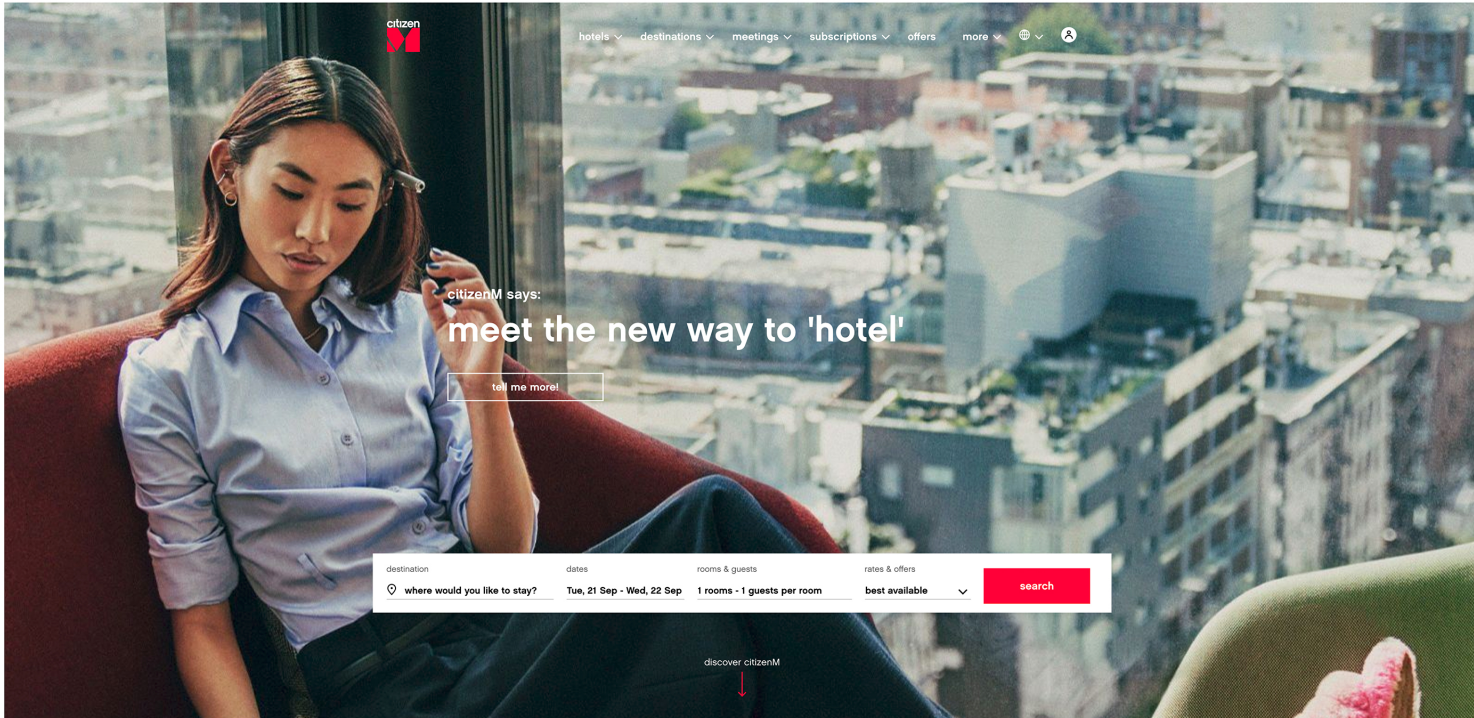 citizen
M
hotels
destinations
meetings
subscriptions
offers
more
citizenM says:
meet the new way to 'hotel'
tell me more!
destination
where would you like to stay?
dates
Tue, 21 Sep - Wed, 22 Sep
rooms & guests
1 rooms - 1 guests per room
rates & offers
best available
search
discover citizenM